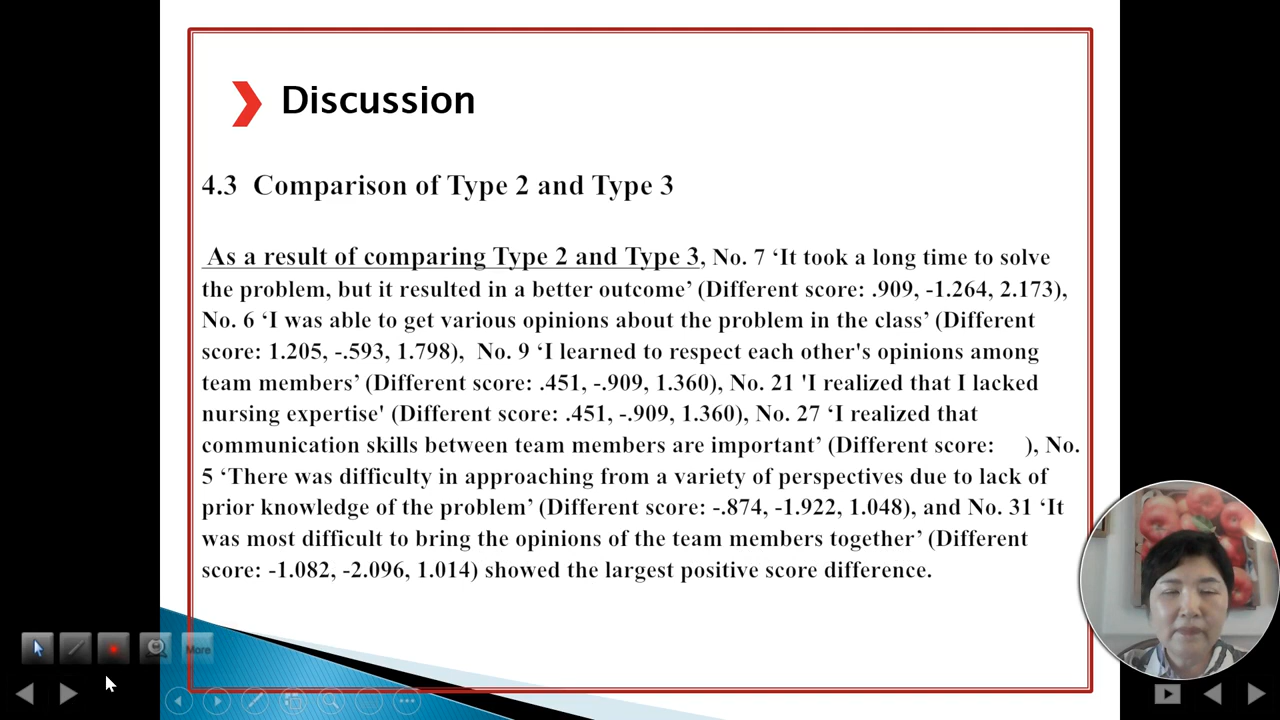 Discussion
4.3 Comparison of Type 2 and Type 3
As a result of comparing Type 2 and Type 3, No. 7 ‘It took a long time to solve
the problem, but it resulted in a better outcome’ (Different score: .909, -1.264, 2.173),
No. 6 ‘I was able to get various opinions about the problem in the class’ (Different
score: 1.205, -.593, 1.798), No. 9 ‘I learned to respect each other's opinions among
team members’ (Different score: .451, -.909, 1.360), No. 21 'I realized that I lacked
nursing expertise' (Different score: .451, -.909, 1.360), No. 27 ‘I realized that
communication skills between team members are important’ (Different score: ), No.
5 ‘There was difficulty in approaching from a variety of perspectives due to lack of
prior knowledge of the problem’ (Different score: -.874, -1.922, 1.048), and No. 31 ‘It
was most difficult to bring the opinions of the team members together’ (Different
score: -1.082, -2.096, 1.014) showed the largest positive score difference.
More